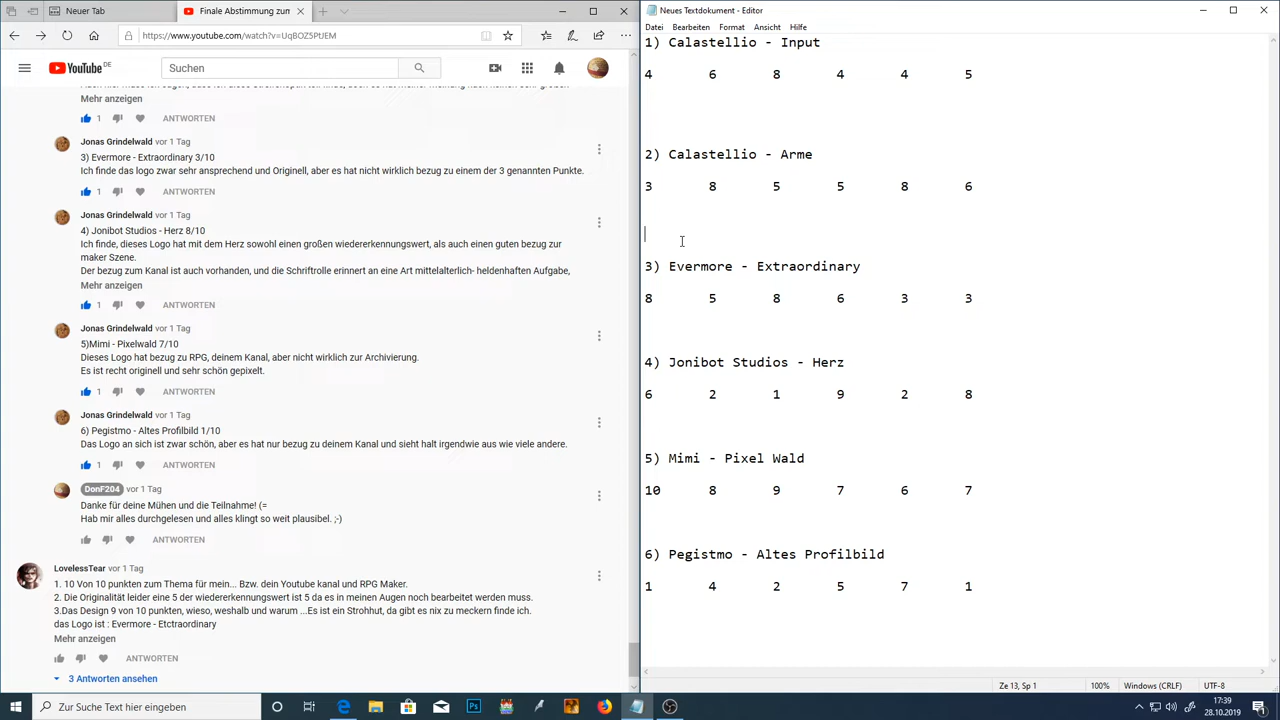 Neuer Tab
Finale Abstimmung zum
https://www.youtube.com/watch?v=UqBOZ5PtJEM
YouTube DE
Suchen
Mehr anzeigen
1 ANTWORTEN
Jonas Grindelwald vor 1 Tag
3) Evermore - Extraordinary 3/10
Ich finde das logo zwar sehr ansprechend und Originell, aber es hat nicht wirklich bezug zu einem der 3 genannten Punkte.
1 ANTWORTEN
Jonas Grindelwald vor 1 Tag
4) Jonibot Studios - Herz 8/10
Ich finde, dieses Logo hat mit dem Herz sowohl einen großen wiedererkennungswert, als auch einen guten bezug zur
maker Szene.
Der bezug zum Kanal ist auch vorhanden, und die Schriftrolle erinnert an eine Art mittelalterlich- heldenhaften Aufgabe,
Mehr anzeigen
1 ANTWORTEN
Jonas Grindelwald vor 1 Tag
5)Mimi - Pixelwald 7/10
Dieses Logo hat bezug zu RPG, deinem Kanal, aber nicht wirklich zur Archivierung.
Es ist recht originell und sehr schön gepixelt.
1 ANTWORTEN
Jonas Grindelwald vor 1 Tag
6) Pegistmo - Altes Profilbild 1/10
Das Logo an sich ist zwar schön, aber es hat nur bezug zu deinem Kanal und sieht halt irgendwie aus wie viele andere.
1 ANTWORTEN
DonF204 vor 1 Tag
Danke für deine Mühen und die Teilnahme! (=
Hab mir alles durchgelesen und alles klingt so weit plausibel. ;-)
ANTWORTEN
LovelessTear vor 1 Tag
1. 10 Von 10 punkten zum Thema für mein... Bzw. dein Youtube kanal und RPG Maker.
2. Die Originalität leider eine 5 der wiedererkennungswert ist 5 da es in meinen Augen noch bearbeitet werden muss.
3.Das Design 9 von 10 punkten, wieso, weshalb und warum ...Es ist ein Strohhut, da gibt es nix zu meckern finde ich.
das Logo ist : Evermore - Etctraordinary
Mehr anzeigen
ANTWORTEN
3 Antworten ansehen
Neues Textdokument - Editor
Datei Bearbeiten Format Ansicht Hilfe
1) Calastellio - Input
4 6 8 4 4 5
2) Calastellio - Arme
3 8 5 5 8 6
3) Evermore - Extraordinary
8 5 8 6 3 3
4) Jonibot Studios - Herz
6 2 1 9 2 8
5) Mimi - Pixel Wald
10 8 9 7 6 7
6) Pegistmo - Altes Profilbild
1 4 2 5 7 1
Ze 13, Sp 1 100% Windows (CRLF) UTF-8
Zur Suche Text hier eingeben
17:39
28.10.2019
1